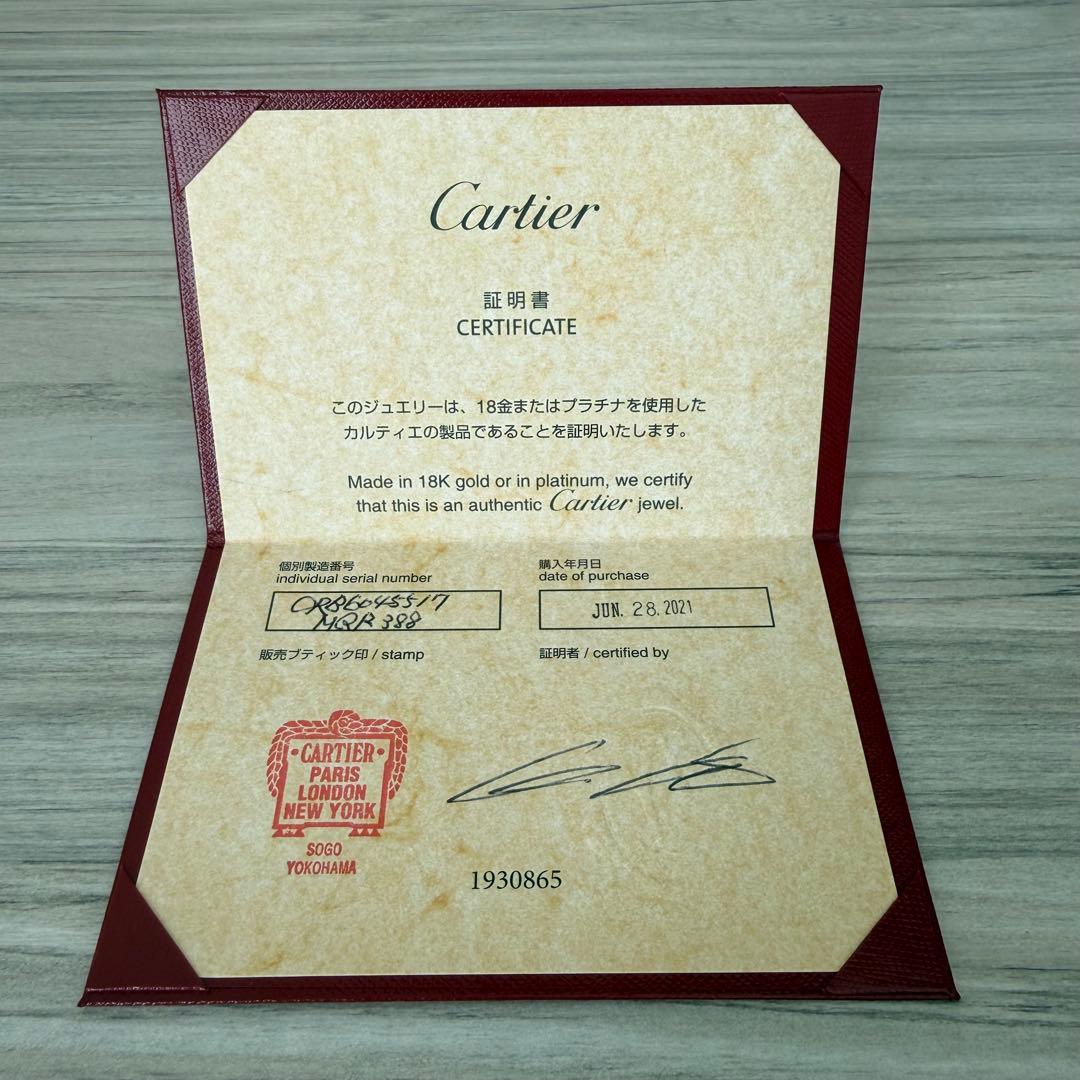 Cartier
証明書
CERTIFICATE
このジュエリーは、18金またはプラチナを使用した
カルティエの製品であることを証明いたします。
Made in 18K gold or in platinum, we certify
that this is an authentic Cartier jewel.
個別製造番号
individual serial number
CRB6045517
MQR388
購入年月日
date of purchase
JUN. 28. 2021
販売ブティック印 / stamp
証明者 / certified by
CARTIER
PARIS
LONDON
NEW YORK
SOGO
YOKOHAMA
1930865